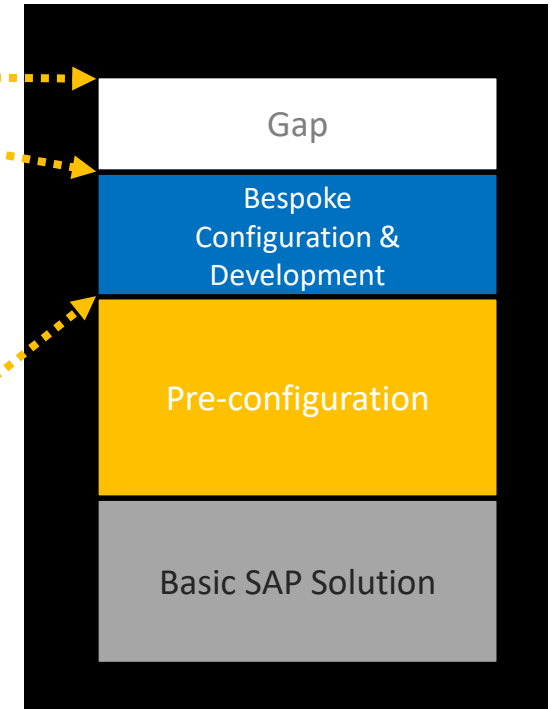 Gap
Bespoke
Configuration &
Development
Pre-configuration
Basic SAP Solution